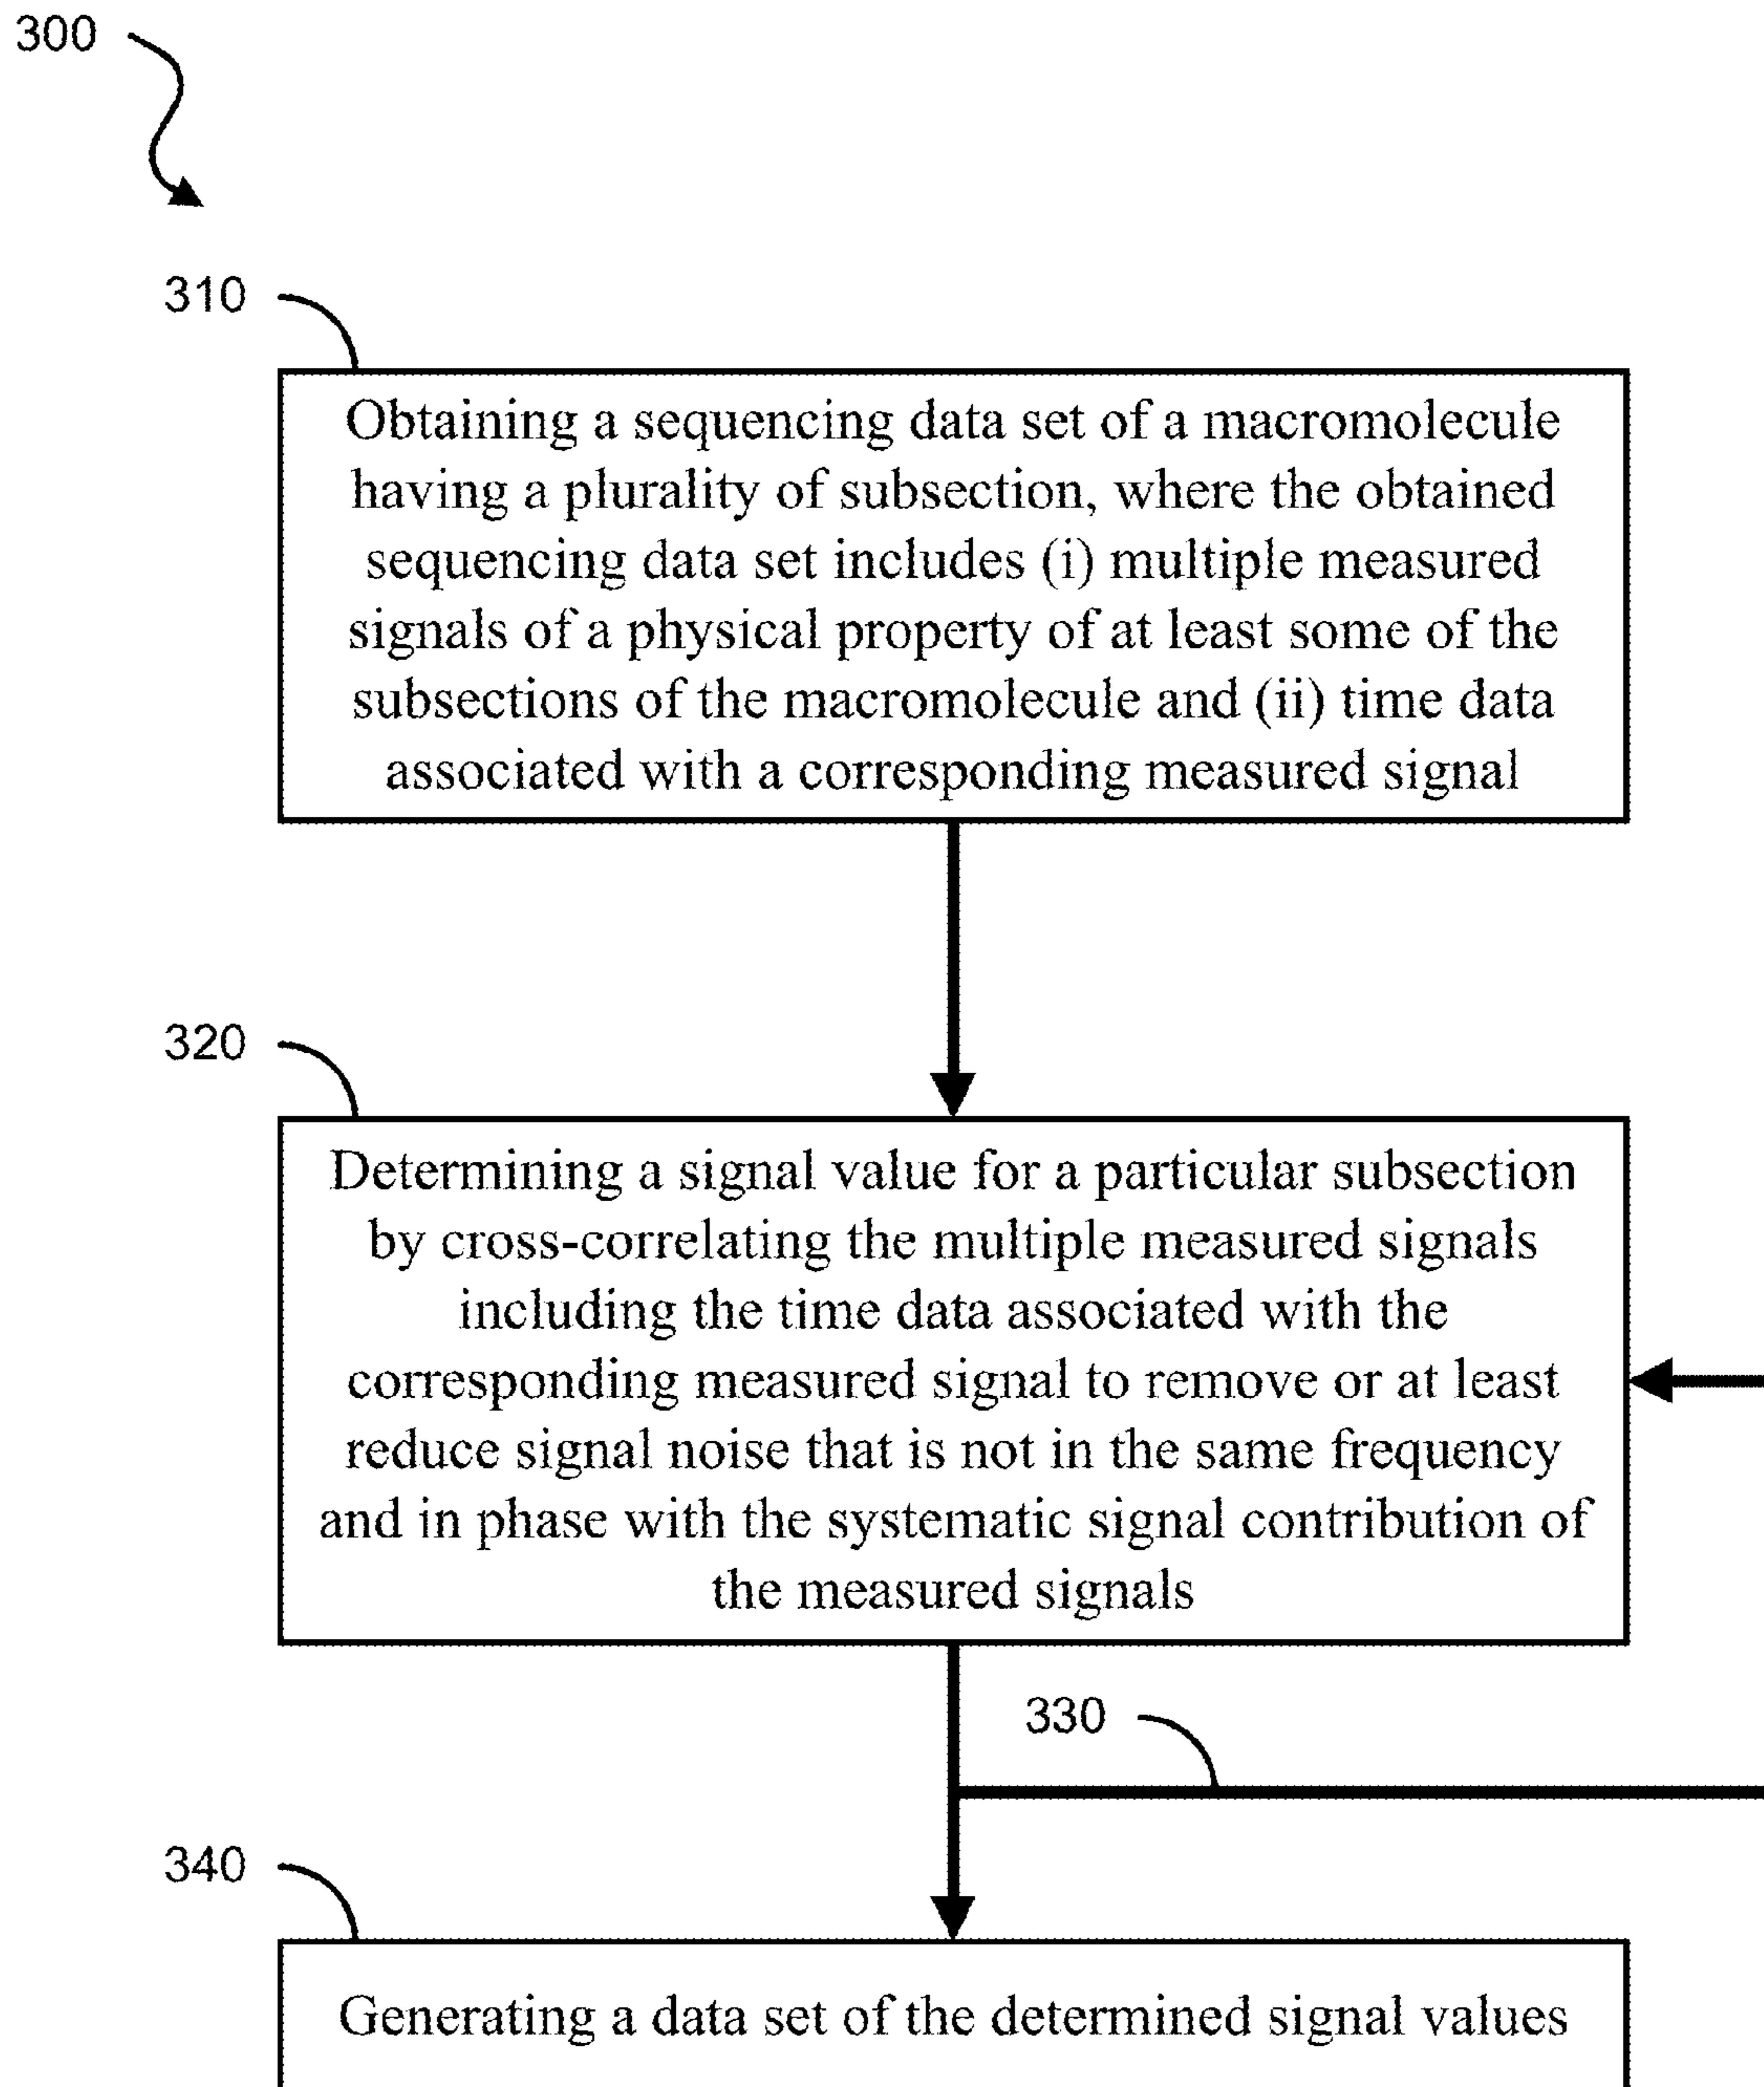 300
310
Obtaining a sequencing data set of a macromolecule
having a plurality of subsection, where the obtained
sequencing data set includes (i) multiple measured
signals of a physical property of at least some of the
subsections of the macromolecule and (ii) time data
associated with a corresponding measured signal
320
Determining a signal value for a particular subsection
by cross-correlating the multiple measured signals
including the time data associated with the
corresponding measured signal to remove or at least
reduce signal noise that is not in the same frequency
and in phase with the systematic signal contribution of
the measured signals
330
340
Generating a data set of the determined signal values